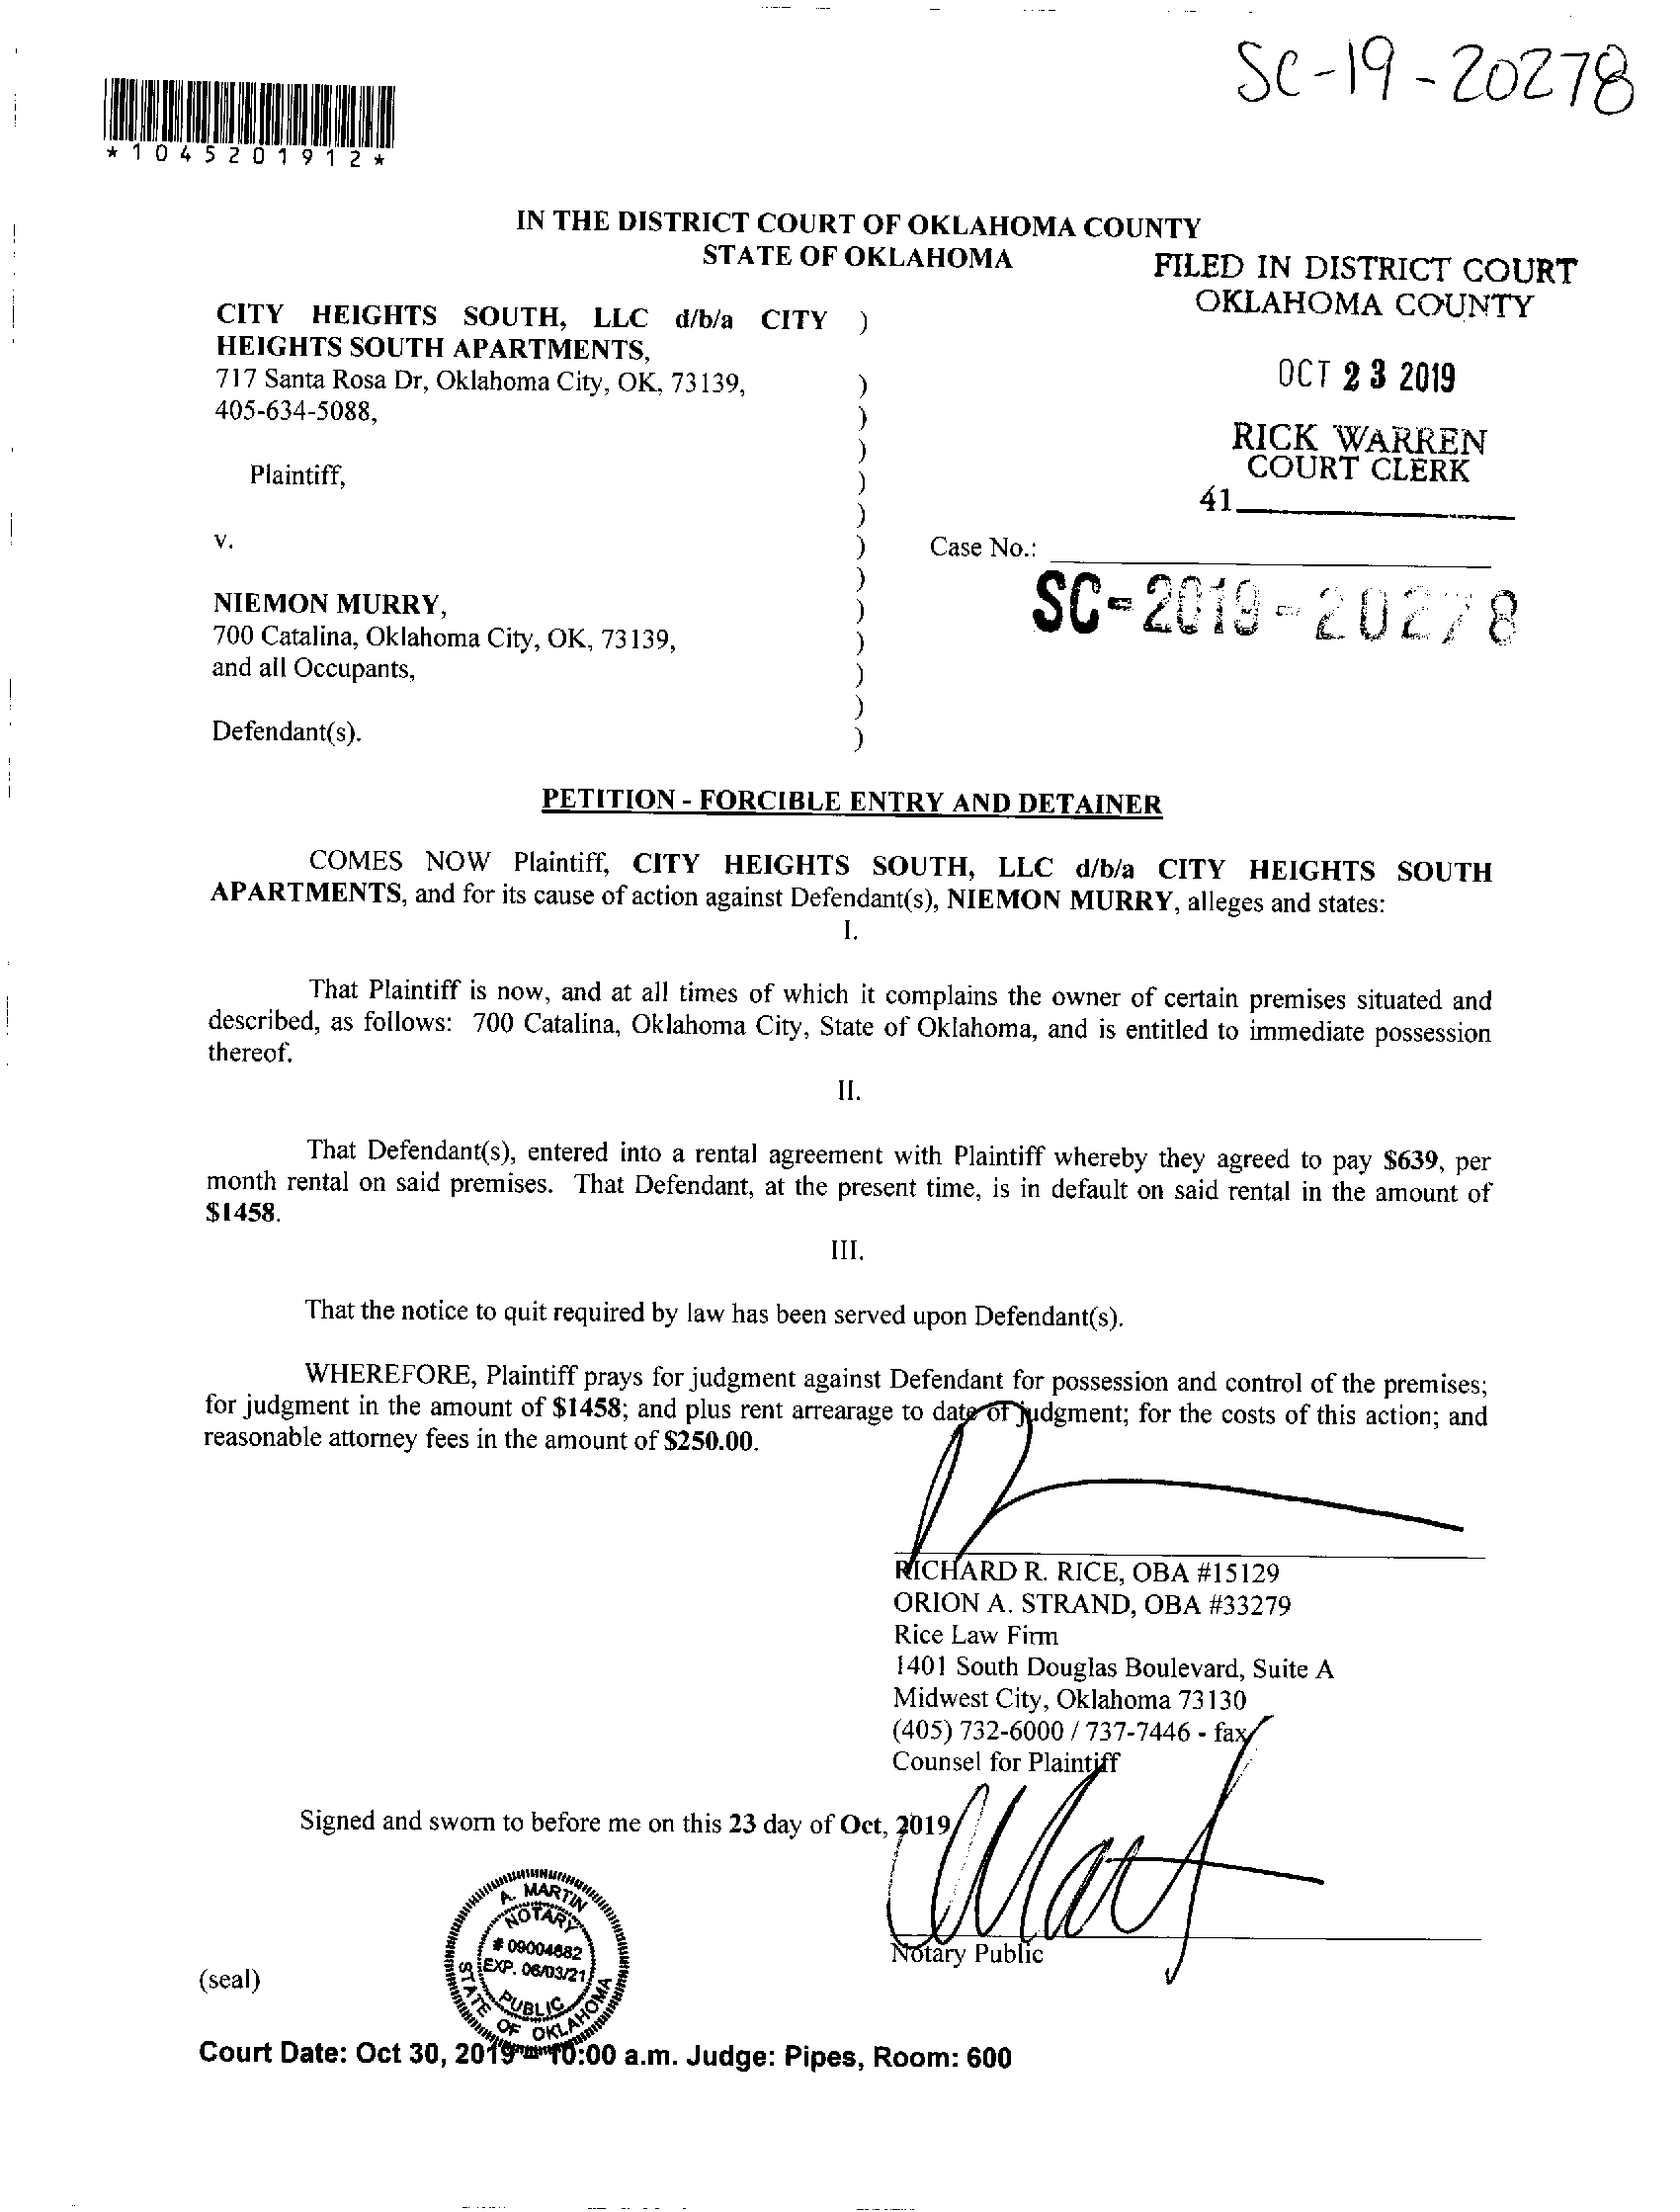 SC-19-20278
*1045201912*
IN THE DISTRICT COURT OF OKLAHOMA COUNTY
STATE OF OKLAHOMA
FILED IN DISTRICT COURT
OKLAHOMA COUNTY
OCT 23 2019
RICK WARREN
COURT CLERK
41
CITY HEIGHTS SOUTH, LLC d/b/a CITY )
HEIGHTS SOUTH APARTMENTS,
717 Santa Rosa Dr, Oklahoma City, OK, 73139, )
405-634-5088, )
)
Plaintiff, )
)
v. )
Case No.:
SC-2019-20278
)
NIEMON MURRY, )
700 Catalina, Oklahoma City, OK, 73139, )
and all Occupants, )
)
Defendant(s). )
PETITION - FORCIBLE ENTRY AND DETAINER
COMES NOW Plaintiff, CITY HEIGHTS SOUTH, LLC d/b/a CITY HEIGHTS SOUTH
APARTMENTS, and for its cause of action against Defendant(s), NIEMON MURRY, alleges and states:
I.
That Plaintiff is now, and at all times of which it complains the owner of certain premises situated and
described, as follows: 700 Catalina, Oklahoma City, State of Oklahoma, and is entitled to immediate possession
thereof.
II.
That Defendant(s), entered into a rental agreement with Plaintiff whereby they agreed to pay $639, per
month rental on said premises. That Defendant, at the present time, is in default on said rental in the amount of
$1458.
III.
That the notice to quit required by law has been served upon Defendant(s).
WHEREFORE, Plaintiff prays for judgment against Defendant for possession and control of the premises;
for judgment in the amount of $1458; and plus rent arrearage to date of judgment; for the costs of this action; and
reasonable attorney fees in the amount of $250.00.
RICHARD R. RICE, OBA #15129
ORION A. STRAND, OBA #33279
Rice Law Firm
1401 South Douglas Boulevard, Suite A
Midwest City, Oklahoma 73130
(405) 732-6000 / 737-7446 - fax
Counsel for Plaintiff
Signed and sworn to before me on this 23 day of Oct, 2019
Notary Public
(seal)
A. MARTIN
NOTARY
# 09004682
EXP. 06/03/21
PUBLIC
STATE OF OKLAHOMA
Court Date: Oct 30, 2019 - 10:00 a.m. Judge: Pipes, Room: 600